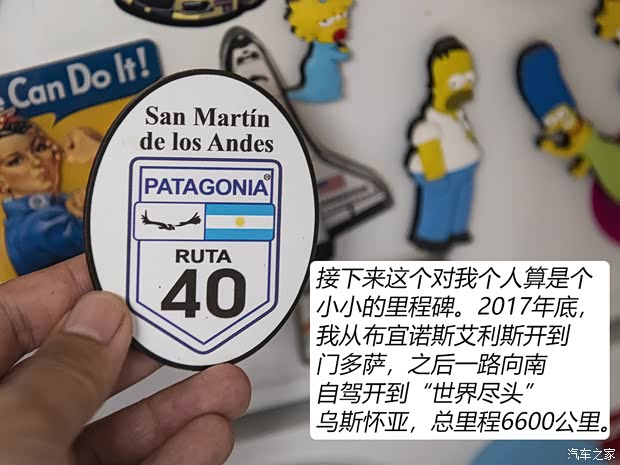 Can Do It!
San Martín
de los Andes
PATAGONIA®
RUTA
40
接下来这个对我个人算是个
小小的里程碑。2017年底，
我从布宜诺斯艾利斯开到
门多萨，之后一路向南
自驾开到“世界尽头”
乌斯怀亚，总里程6600公里。
汽车之家